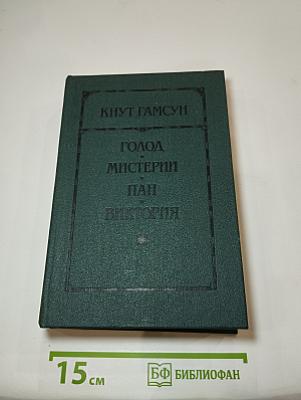 КНУТ ГАМСУН
ГОЛОД
МИСТЕРИИ
ПАН
ВИКТОРИЯ
15 см
БФ БИБЛИОФАН